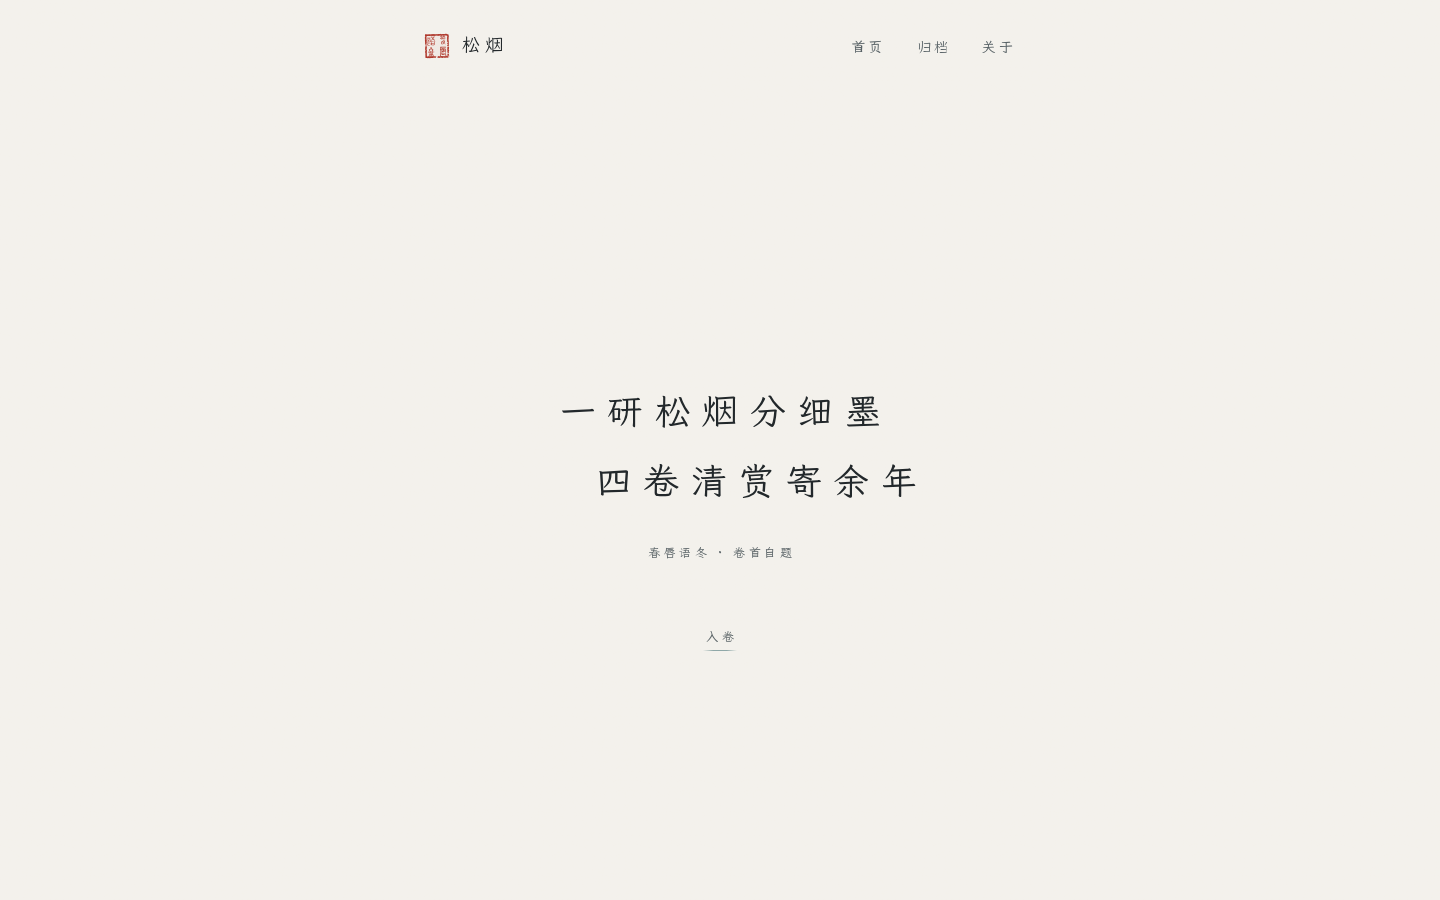 松烟
首页 归档 关于
一研松烟分细墨
四卷清赏寄余年
春唇语冬 · 卷首自题
入卷